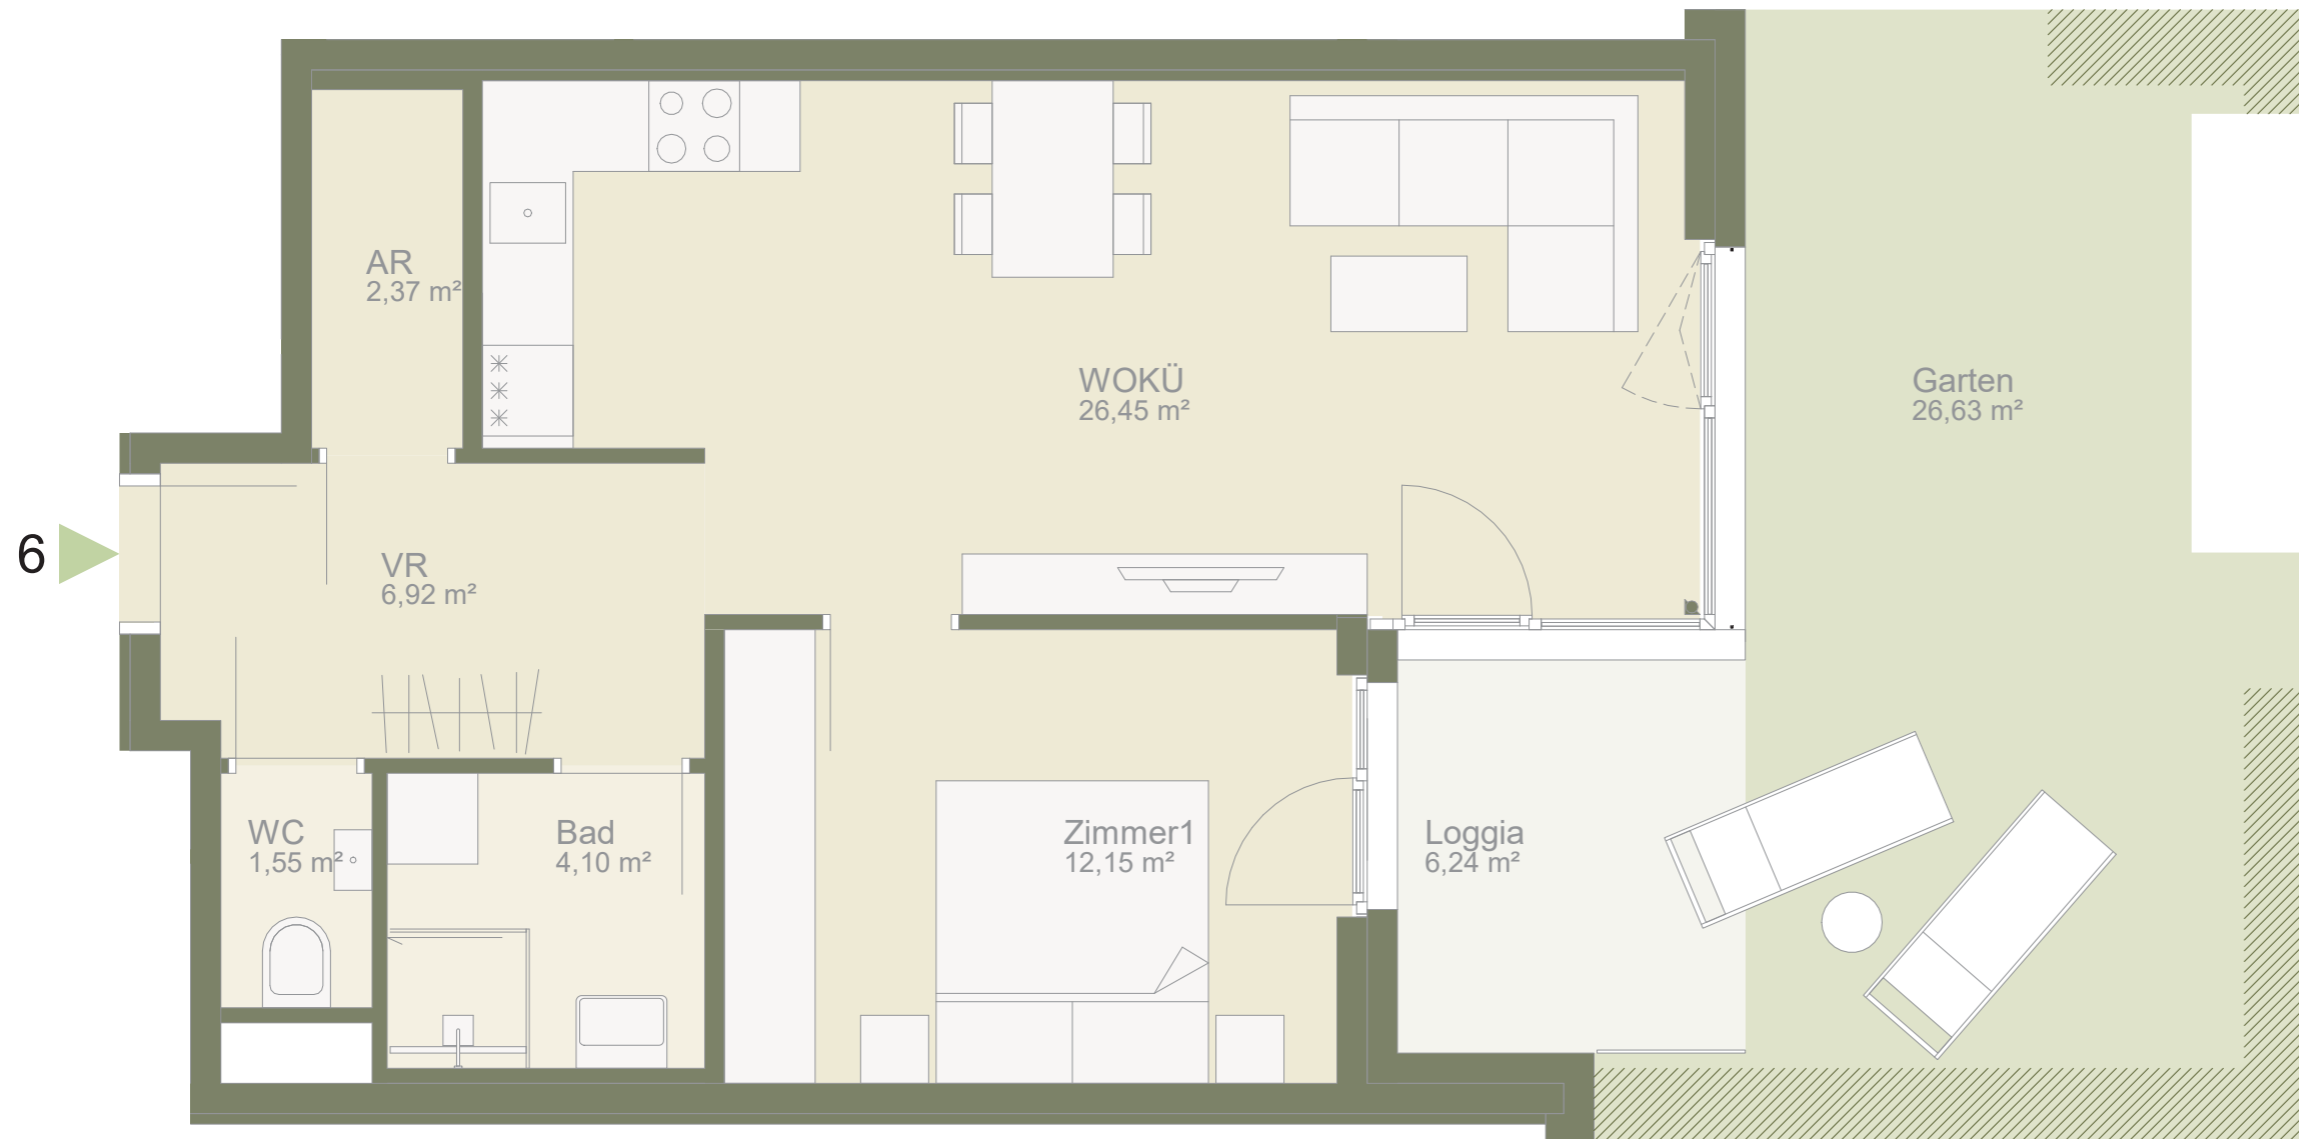 AR
2,37 m²
WOKÜ
26,45 m²
Garten
26,63 m²
6
VR
6,92 m²
WC
1,55 m²
Bad
4,10 m²
Zimmer1
12,15 m²
Loggia
6,24 m²